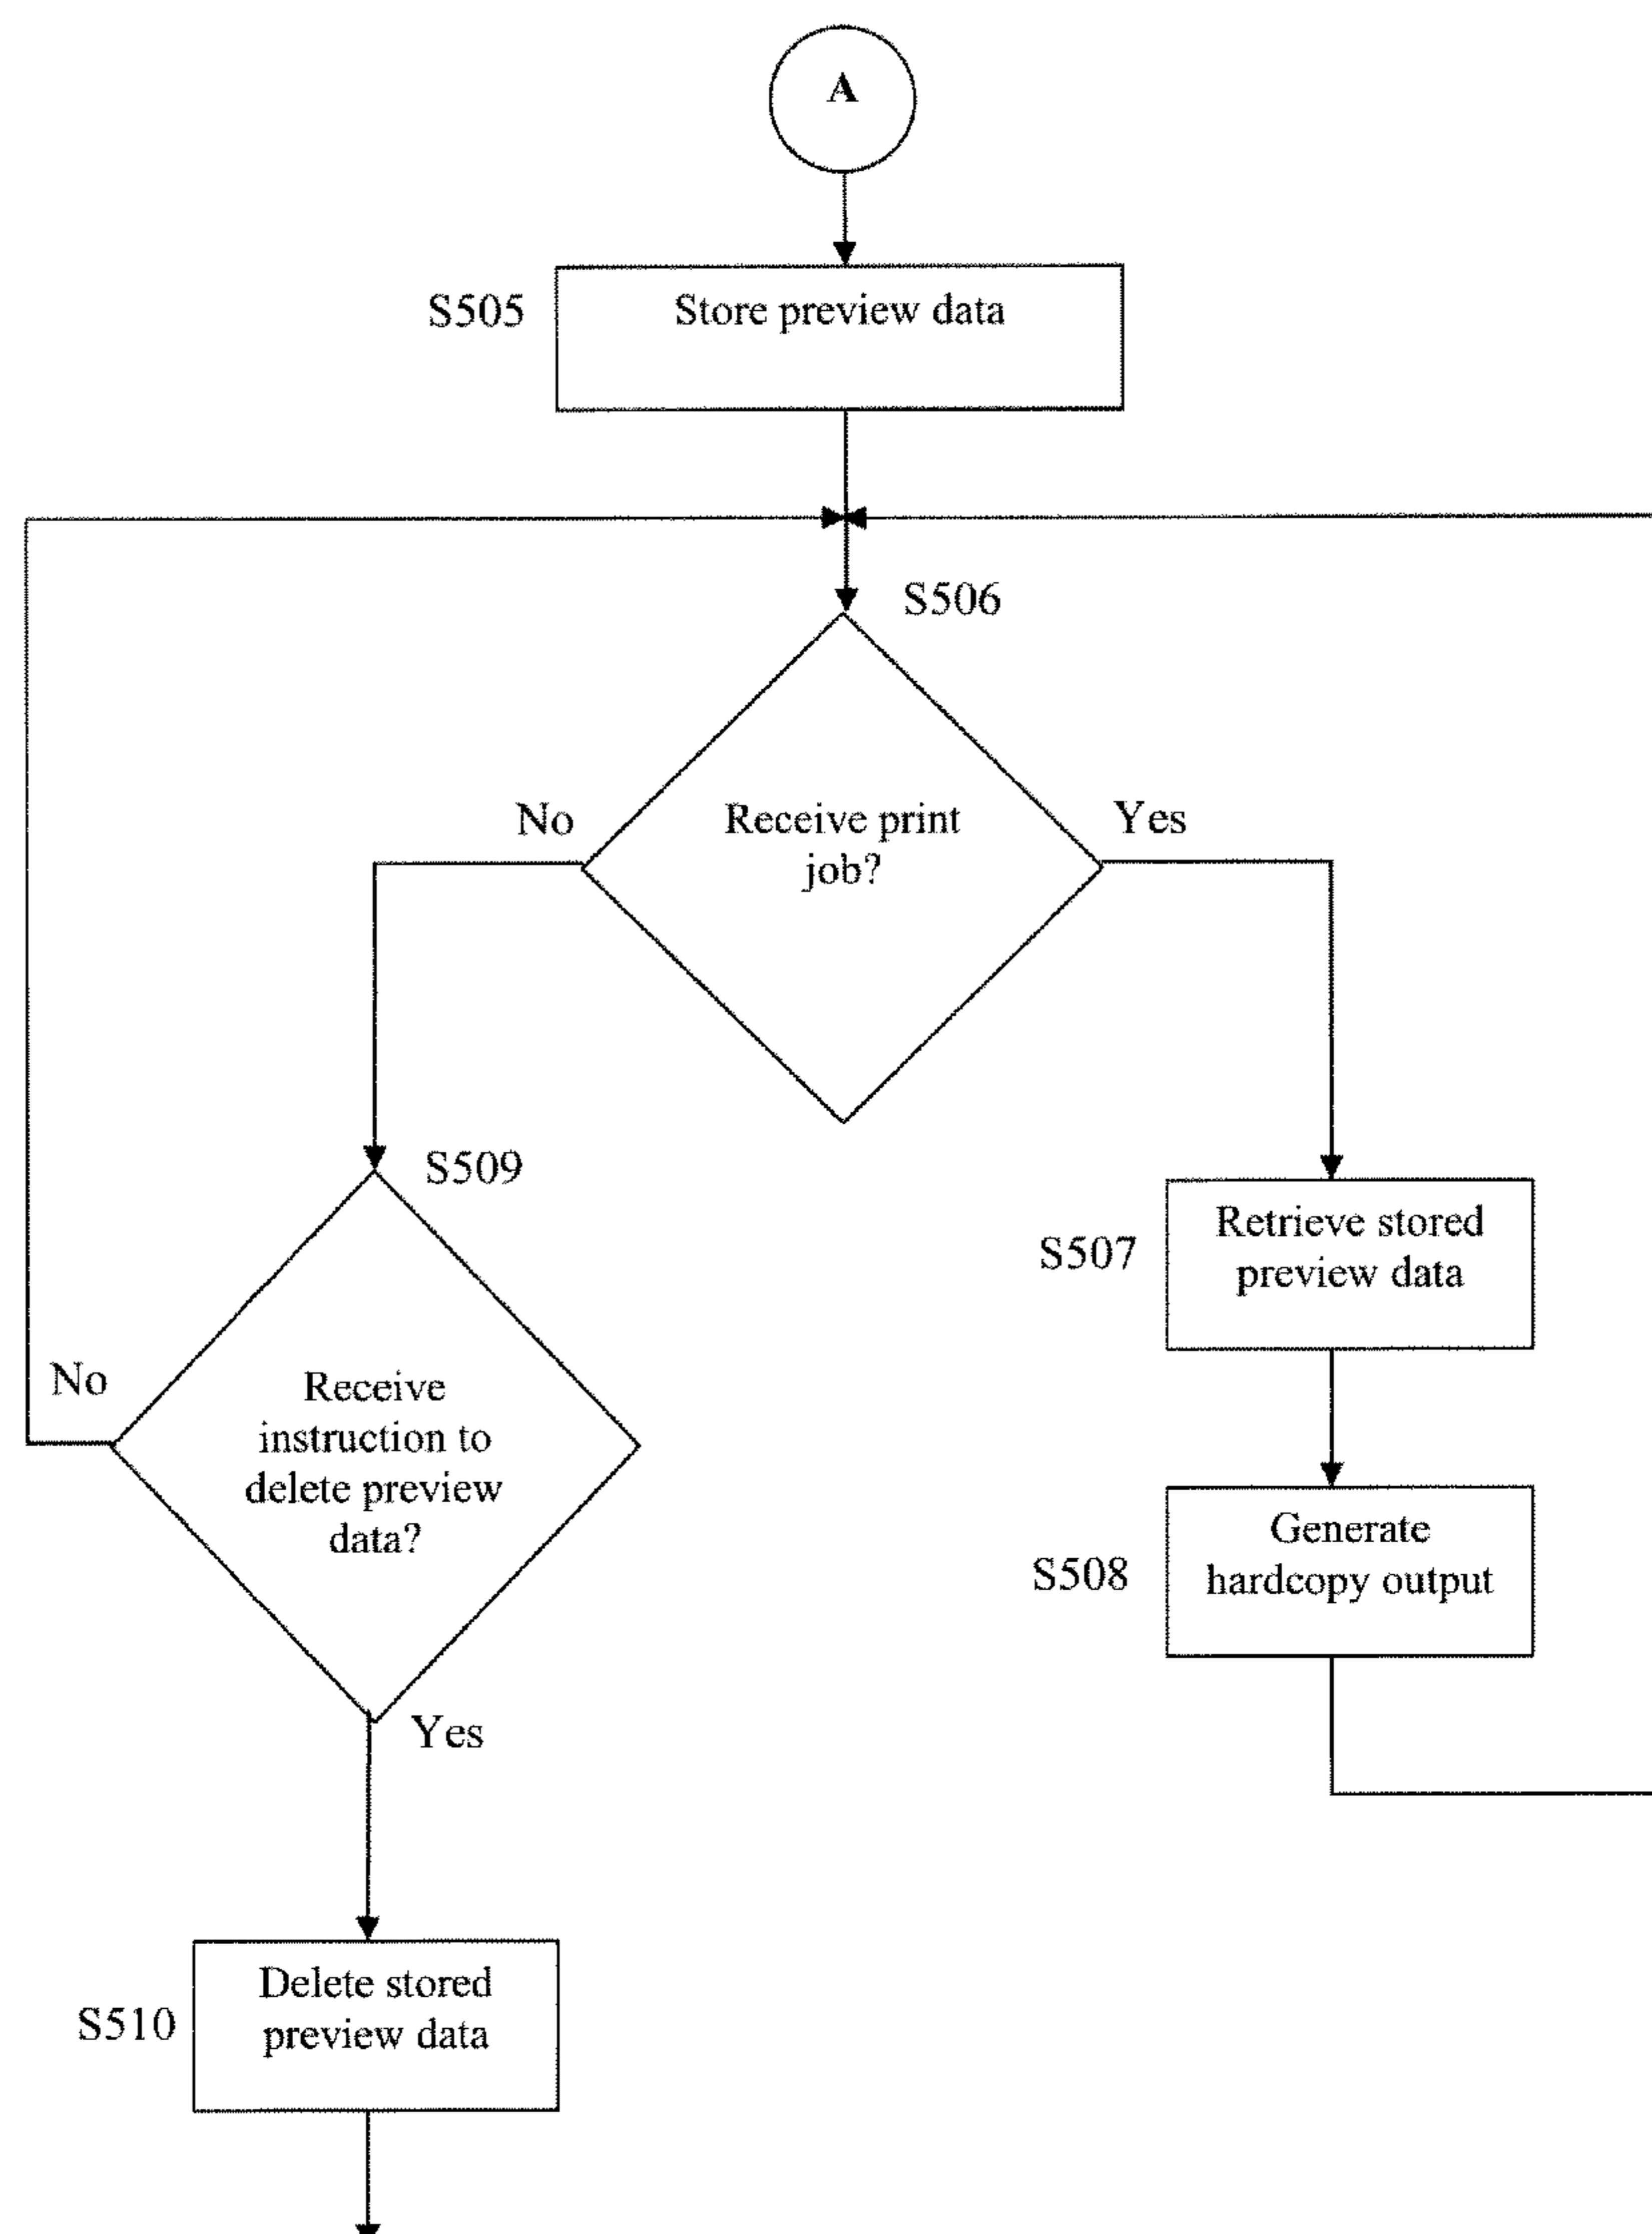 A
S505
Store preview data
S506
No
Receive print
job?
Yes
S509
S507
Retrieve stored
preview data
No
Receive
instruction to
delete preview
data?
S508
Generate
hardcopy output
Yes
S510
Delete stored
preview data